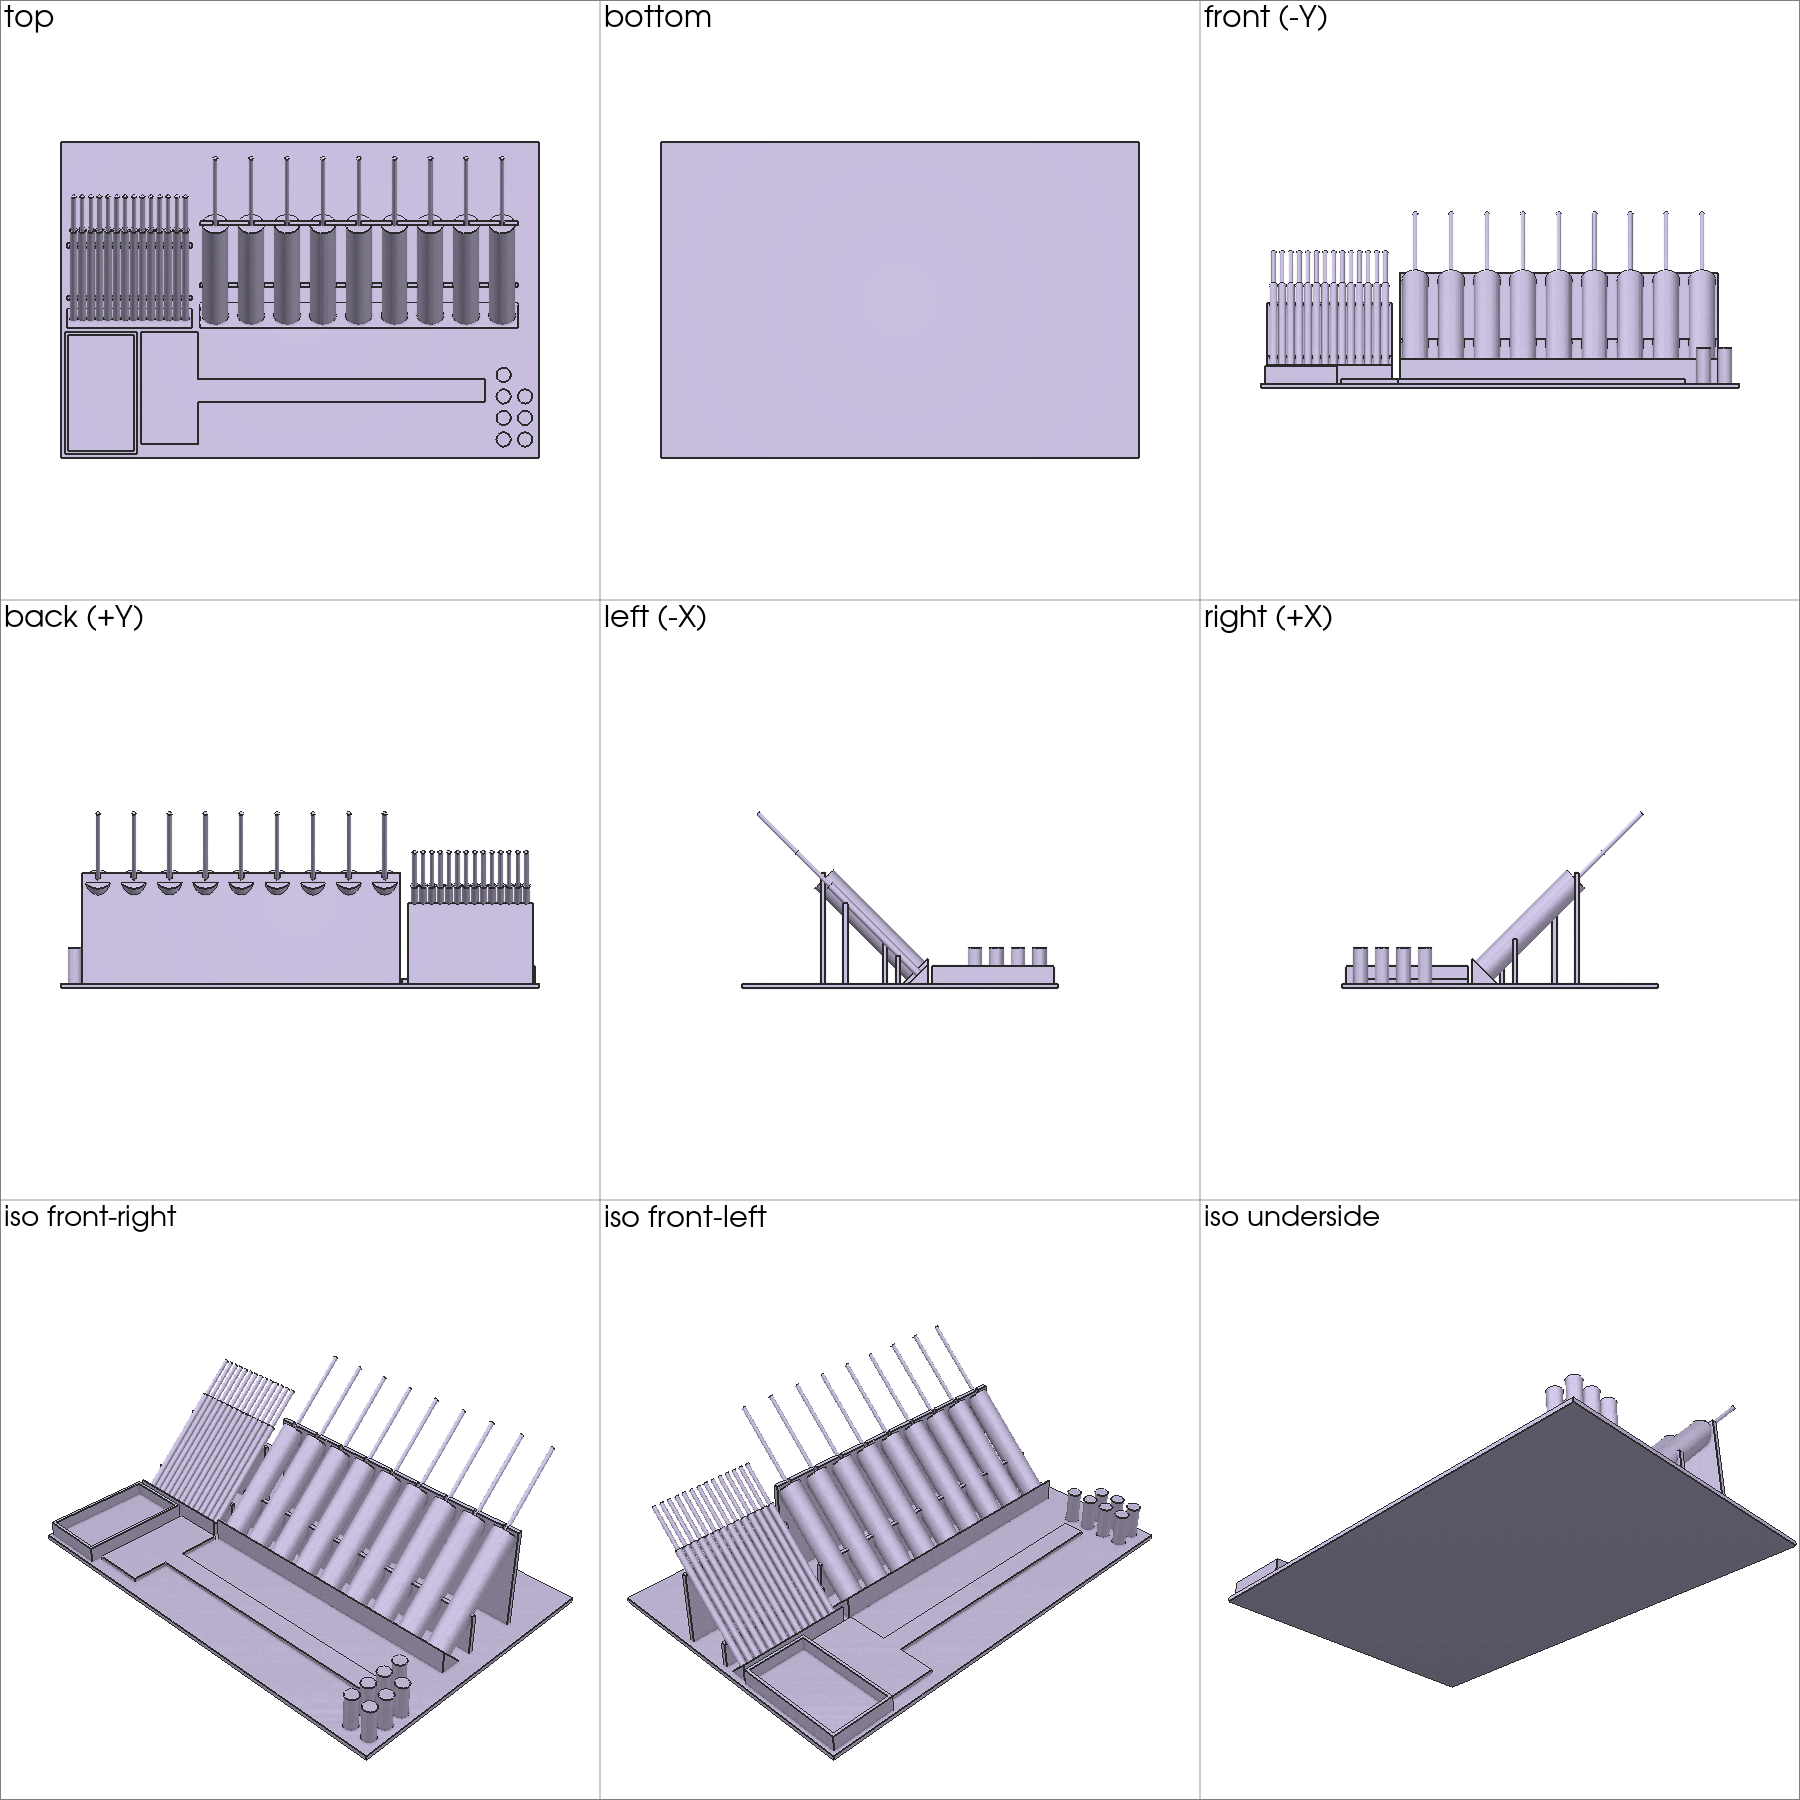 top
bottom
front (-Y)
back (+Y)
left (-X)
right (+X)
iso front-right
iso front-left
iso underside